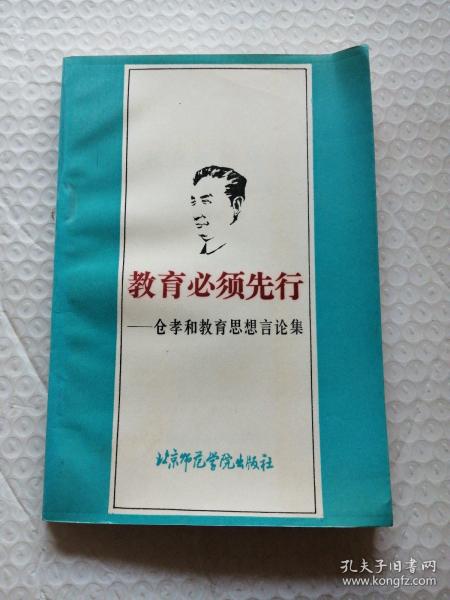 教育必须先行
——仓孝和教育思想言论集
北京师范学院出版社
孔夫子旧书网
www.kongfz.com